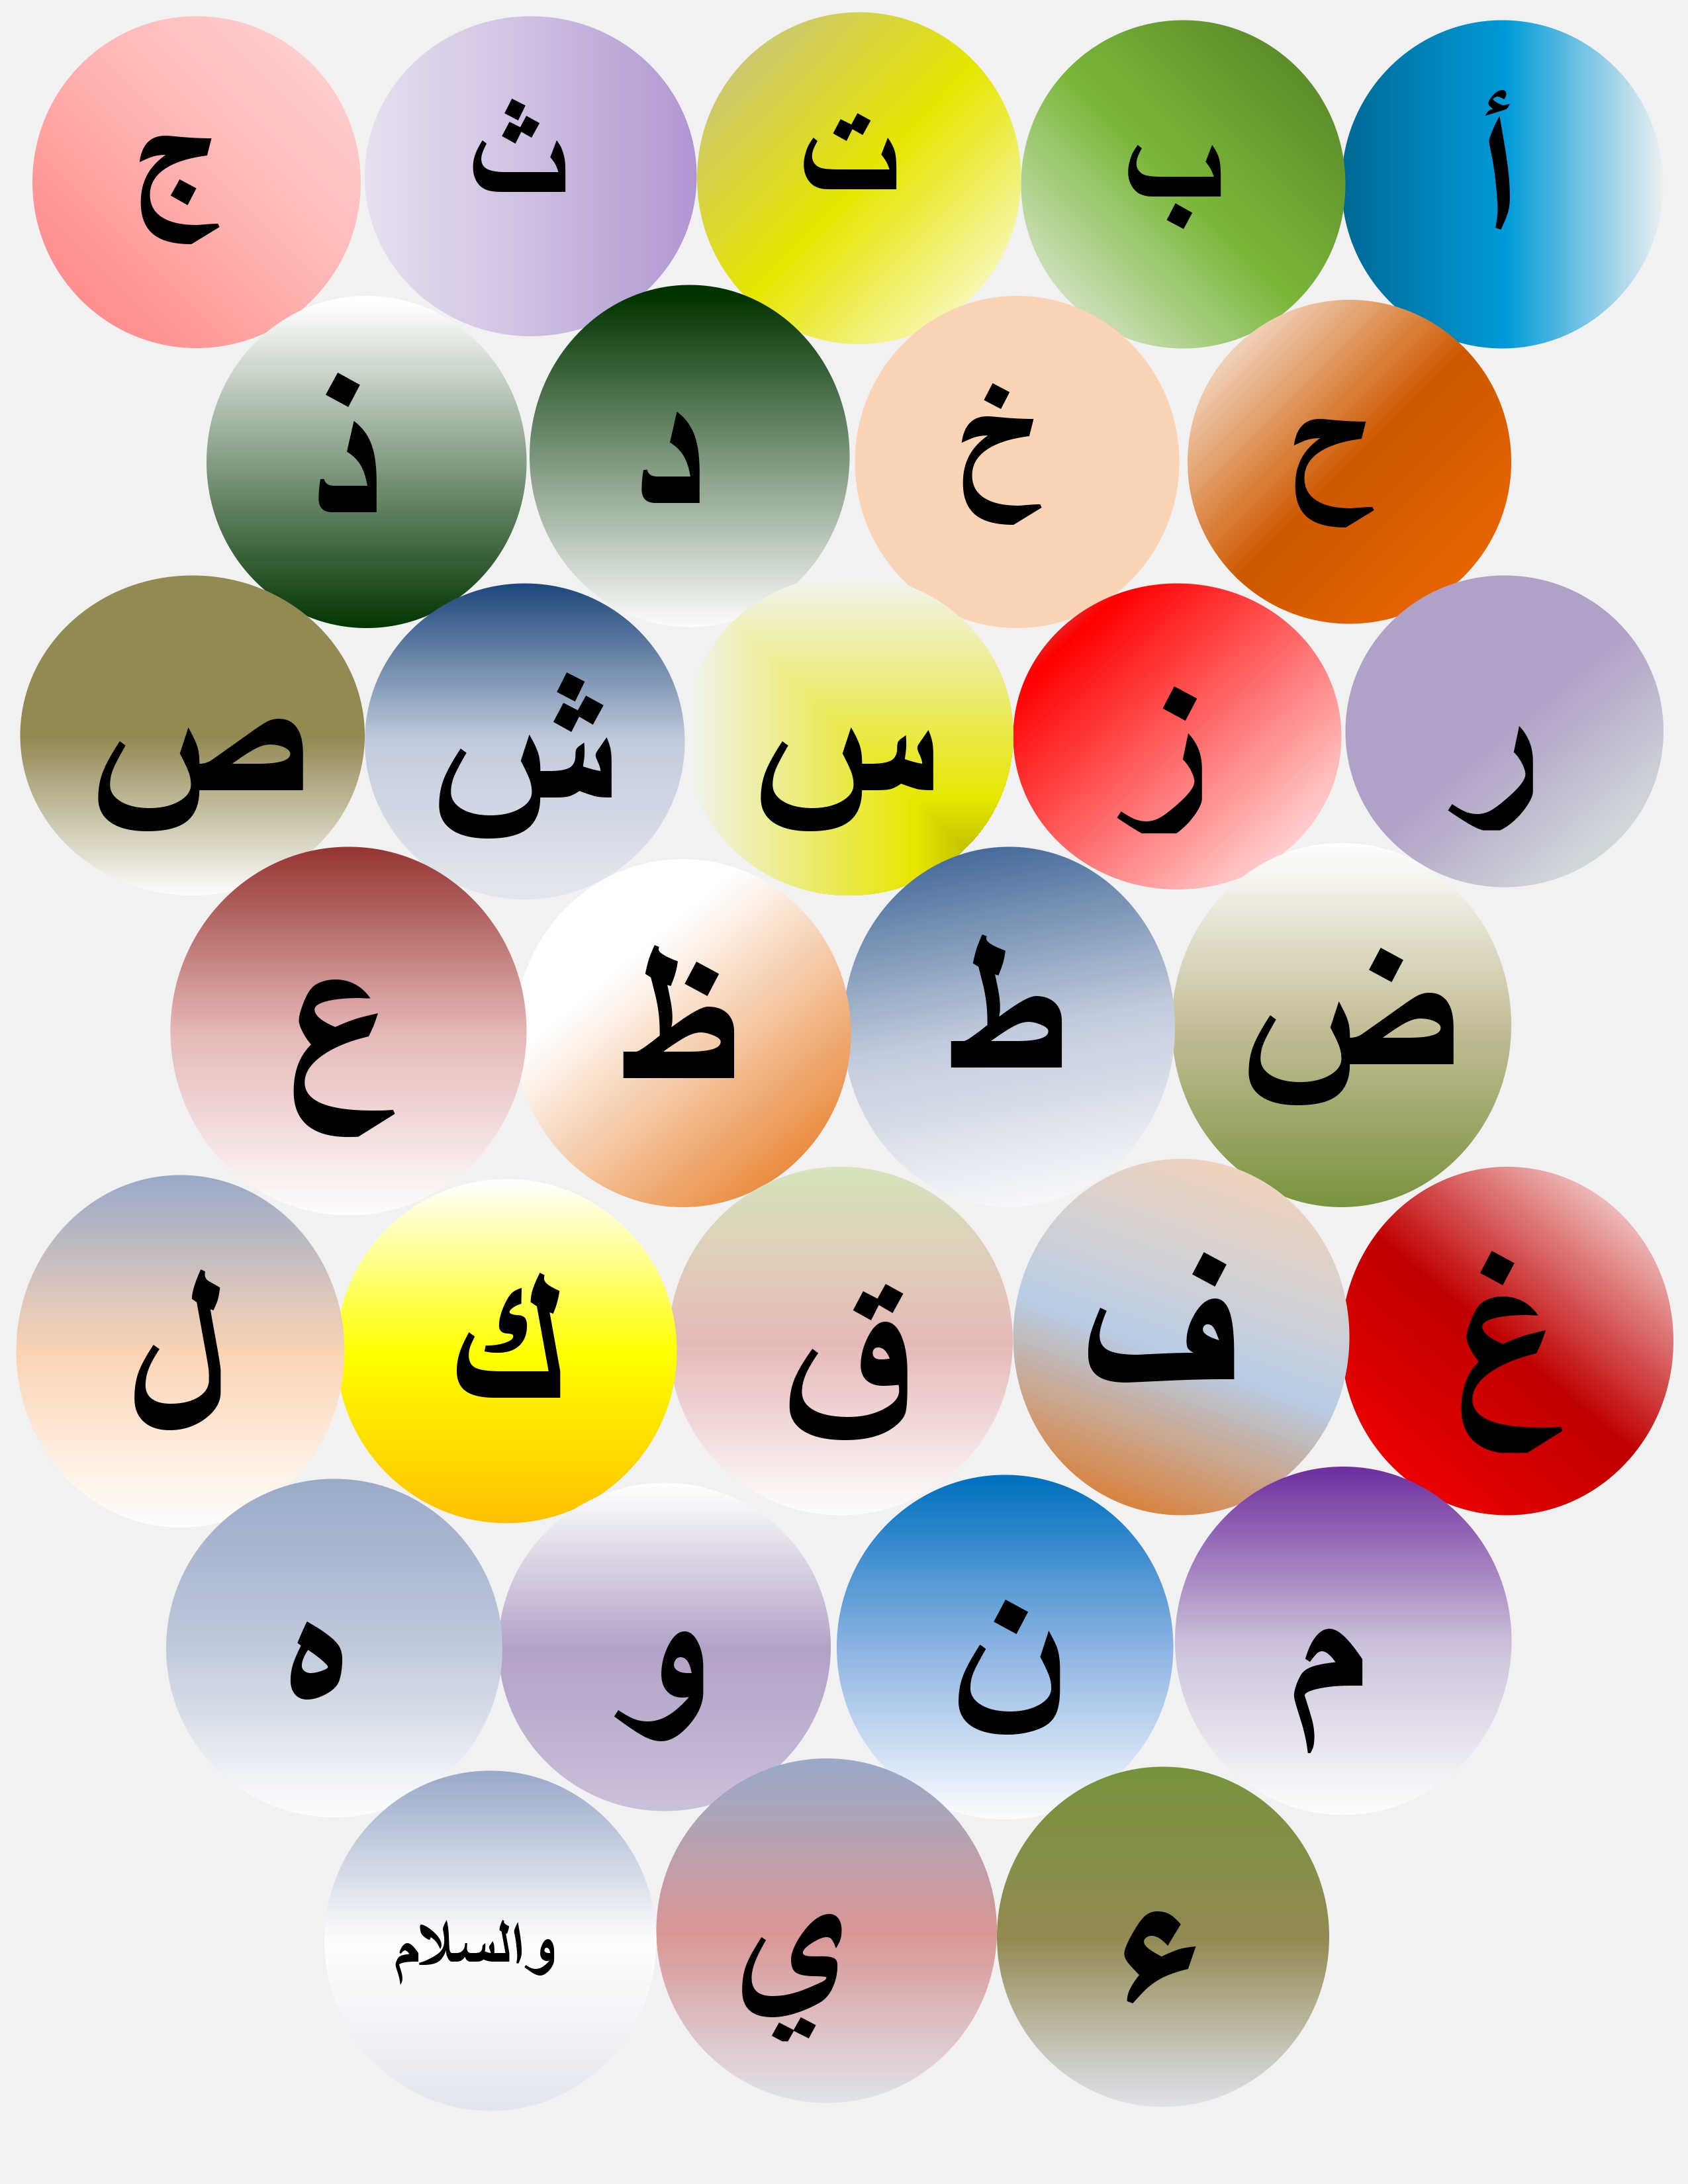 أ ب ت ث ج
ح خ د ذ
ر ز س ش ص
ض ط ظ ع
غ ف ق ك ل
م ن و ه
ء ي والسلام